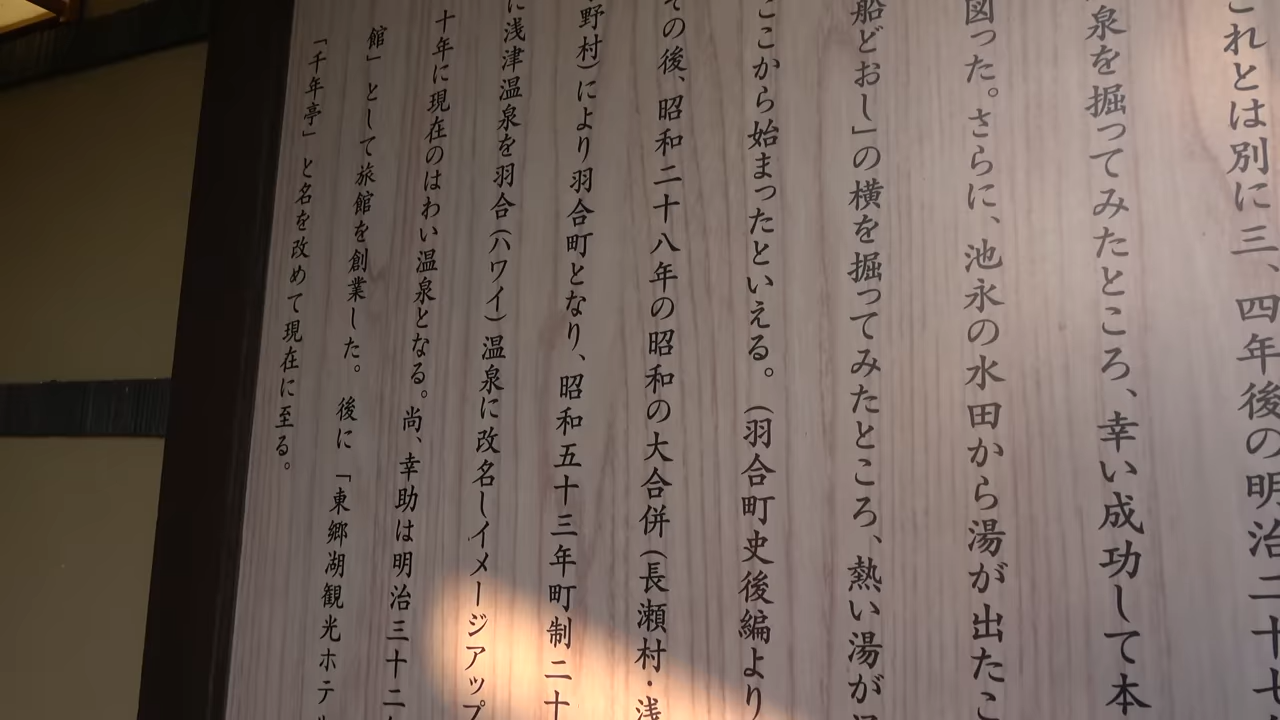 これとは別に三、四年後の明治二十七
泉を掘ってみたところ、幸い成功して本
図った。さらに、池永の水田から湯が出たこ
船どおし」の横を掘ってみたところ、熱い湯が
ここから始まったといえる。(羽合町史後編より
その後、昭和二十八年の昭和の大合併(長瀬村・浅
野村)により羽合町となり、昭和五十三年町制二十
に浅津温泉を羽合(ハワイ)温泉に改名しイメージアップ
十年に現在のはわい温泉となる。尚、幸助は明治三十二
館」として旅館を創業した。後に「東郷湖観光ホテル
「千年亭」と名を改めて現在に至る。